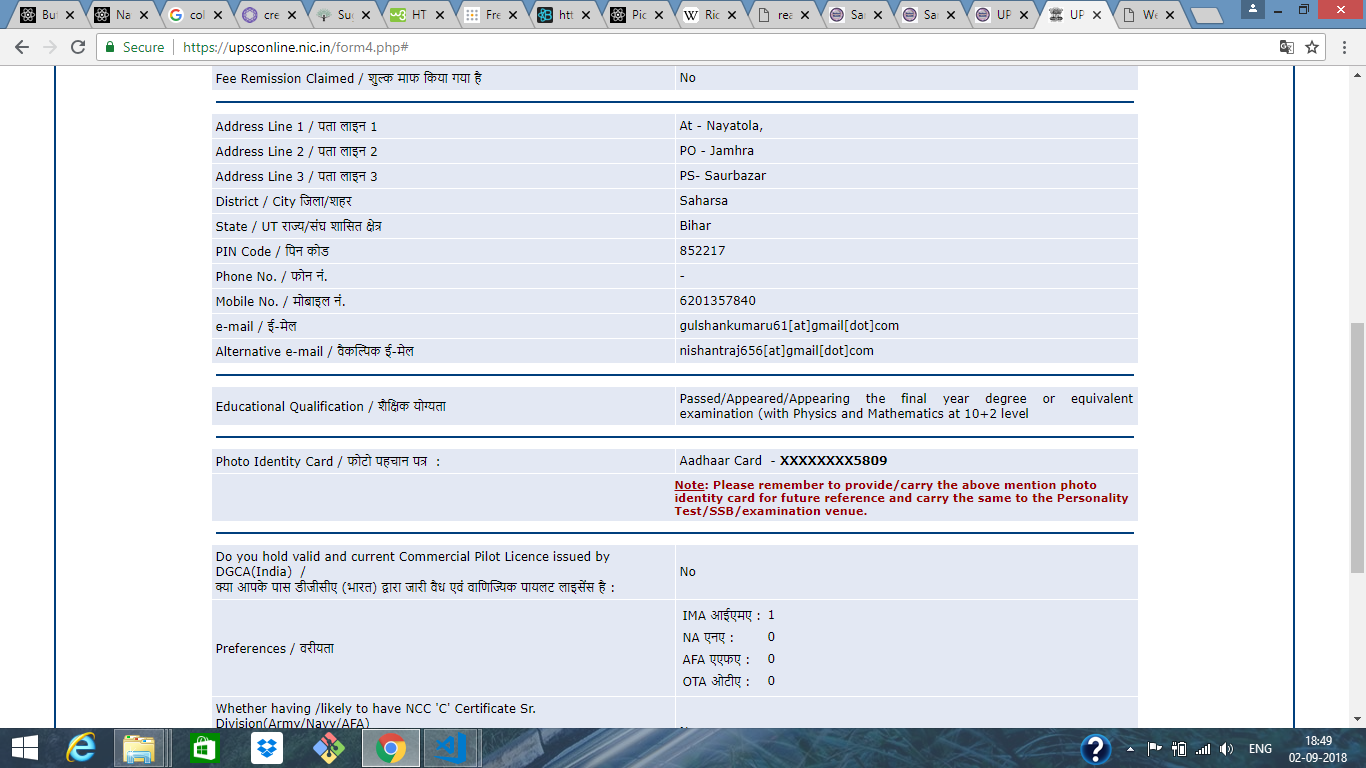 But
Na
col
cre
Sug
HT
Fre
htt
Pic
Ric
rea
Sar
Sar
UPS
UPS
We
Secure https://upsconline.nic.in/form4.php#
Fee Remission Claimed / शुल्क माफ किया गया है No
Address Line 1 / पता लाइन 1 At - Nayatola,
Address Line 2 / पता लाइन 2 PO - Jamhra
Address Line 3 / पता लाइन 3 PS- Saurbazar
District / City जिला/शहर Saharsa
State / UT राज्य/संघ शासित क्षेत्र Bihar
PIN Code / पिन कोड 852217
Phone No. / फोन नं. -
Mobile No. / मोबाइल नं. 6201357840
e-mail / ई-मेल gulshankumaru61[at]gmail[dot]com
Alternative e-mail / वैकल्पिक ई-मेल nishantraj656[at]gmail[dot]com
Educational Qualification / शैक्षिक योग्यता
Passed/Appeared/Appearing the final year degree or equivalent
examination (with Physics and Mathematics at 10+2 level
Photo Identity Card / फोटो पहचान पत्र : Aadhaar Card - XXXXXXXX5809
Note: Please remember to provide/carry the above mention photo
identity card for future reference and carry the same to the Personality
Test/SSB/examination venue.
Do you hold valid and current Commercial Pilot Licence issued by
DGCA(India) /
क्या आपके पास डीजीसीए (भारत) द्वारा जारी वैध एवं वाणिज्यिक पायलट लाइसेंस है :
No
Preferences / वरीयता
IMA आईएमए : 1
NA एनए : 0
AFA एएफए : 0
OTA ओटीए : 0
Whether having /likely to have NCC 'C' Certificate Sr.
Division(Army/Navy/AFA)
ENG
18:49
02-09-2018